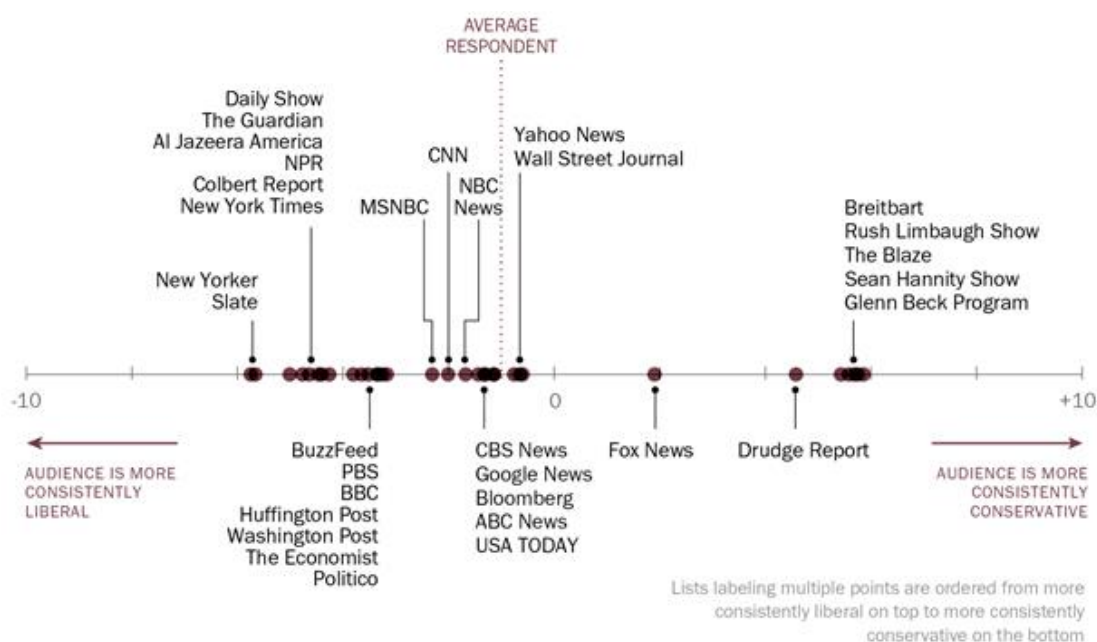 AVERAGE
RESPONDENT
Daily Show
The Guardian
Al Jazeera America
NPR
Colbert Report
New York Times
CNN
Yahoo News
Wall Street Journal
MSNBC
NBC
News
Breitbart
Rush Limbaugh Show
The Blaze
Sean Hannity Show
Glenn Beck Program
New Yorker
Slate
-10
0
+10
AUDIENCE IS MORE
CONSISTENTLY
LIBERAL
BuzzFeed
PBS
BBC
Huffington Post
Washington Post
The Economist
Politico
CBS News
Google News
Bloomberg
ABC News
USA TODAY
Fox News
Drudge Report
AUDIENCE IS MORE
CONSISTENTLY
CONSERVATIVE
Lists labeling multiple points are ordered from more
consistently liberal on top to more consistently
conservative on the bottom